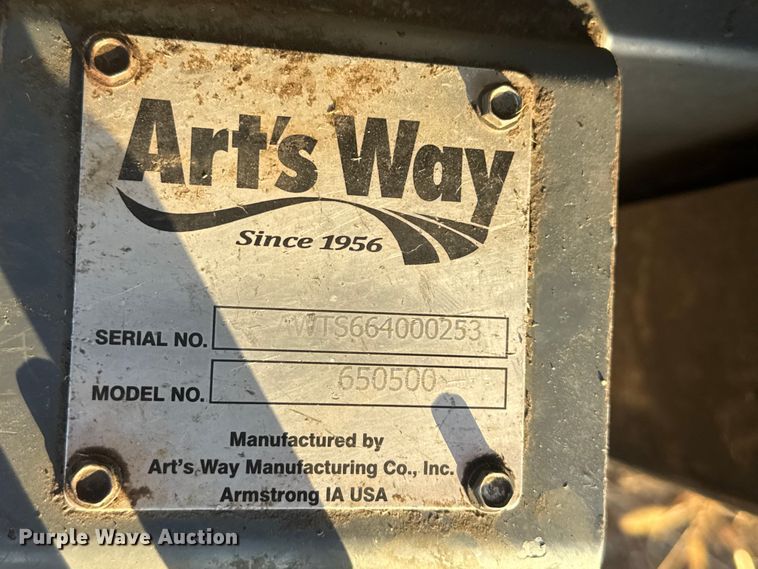 Art's Way
Since 1956
SERIAL NO. WTS664000253
MODEL NO. 650500
Manufactured by
Art's Way Manufacturing Co., Inc.
Armstrong IA USA
Purple Wave Auction